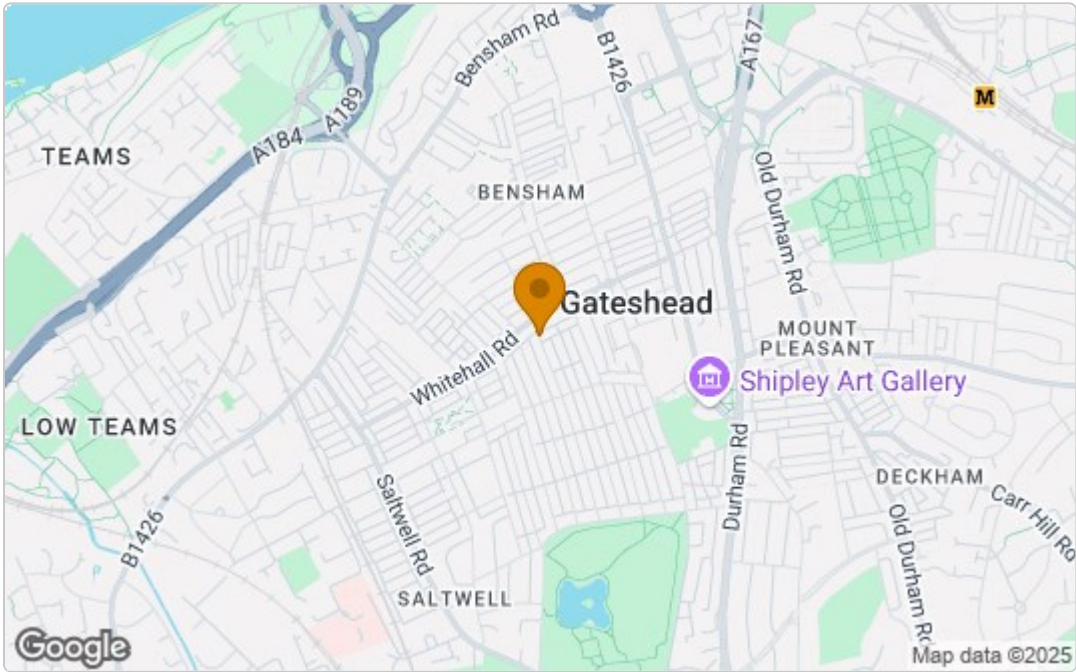 Bensham Rd
B1426
A167
A189
A184
M
TEAMS
Old Durham Rd
BENSHAM
Gateshead
MOUNT
PLEASANT
Whitehall Rd
Shipley Art Gallery
LOW TEAMS
Durham Rd
DECKHAM
Saltwell Rd
Carr Hill Ro
B1426
Old Durham Rd
SALTWELL
Google
Map data ©2025